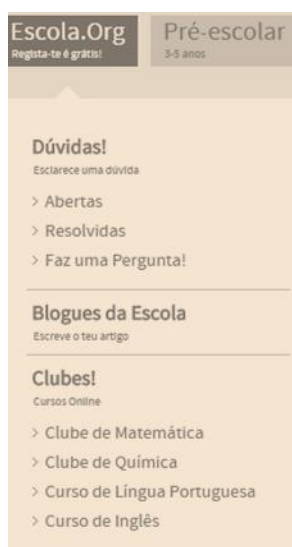 Escola.Org
Regista-te é grátis!
Pré-escolar
3-5 anos
Dúvidas!
Esclarece uma dúvida
> Abertas
> Resolvidas
> Faz uma Pergunta!
Blogues da Escola
Escreve o teu artigo
Clubes!
Cursos Online
> Clube de Matemática
> Clube de Química
> Curso de Língua Portuguesa
> Curso de Inglês